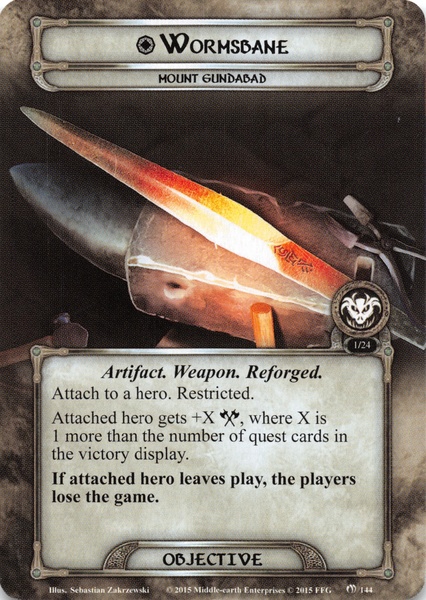 Wormsbane
Mount Gundabad
1/24
Artifact. Weapon. Reforged.
Attach to a hero. Restricted.
Attached hero gets +X , where X is
1 more than the number of quest cards in
the victory display.
If attached hero leaves play, the players
lose the game.
Objective
Illus. Sebastian Zakrzewski © 2015 Middle-earth Enterprises © 2015 FFG 144